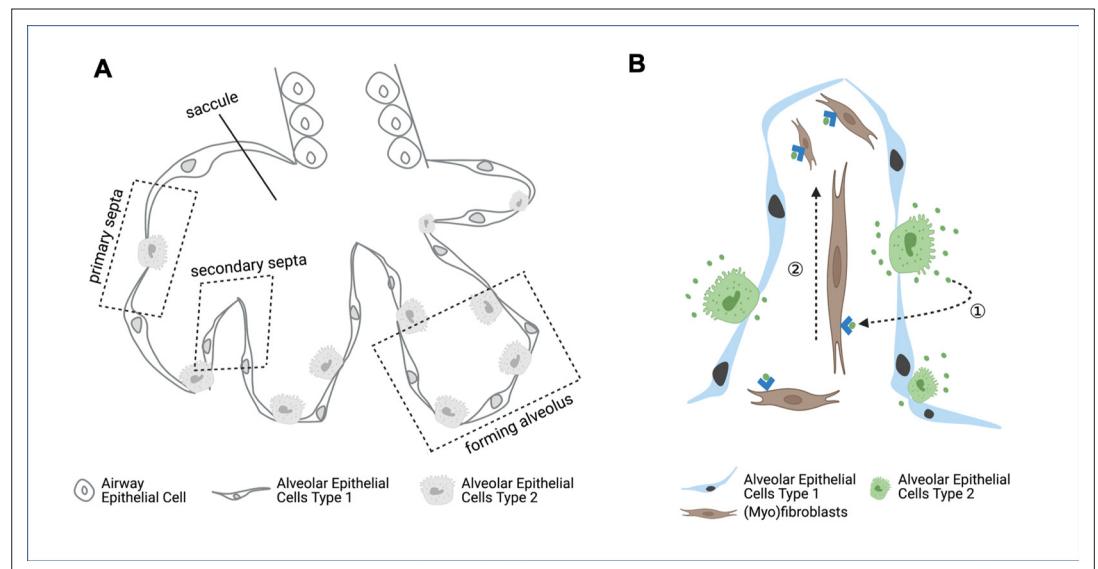 A
saccule
primary septa
secondary septa
forming alveolus
Airway
Epithelial Cell
Alveolar Epithelial
Cells Type 1
Alveolar Epithelial
Cells Type 2
B
②
①
Alveolar Epithelial
Cells Type 1
Alveolar Epithelial
Cells Type 2
(Myo)fibroblasts